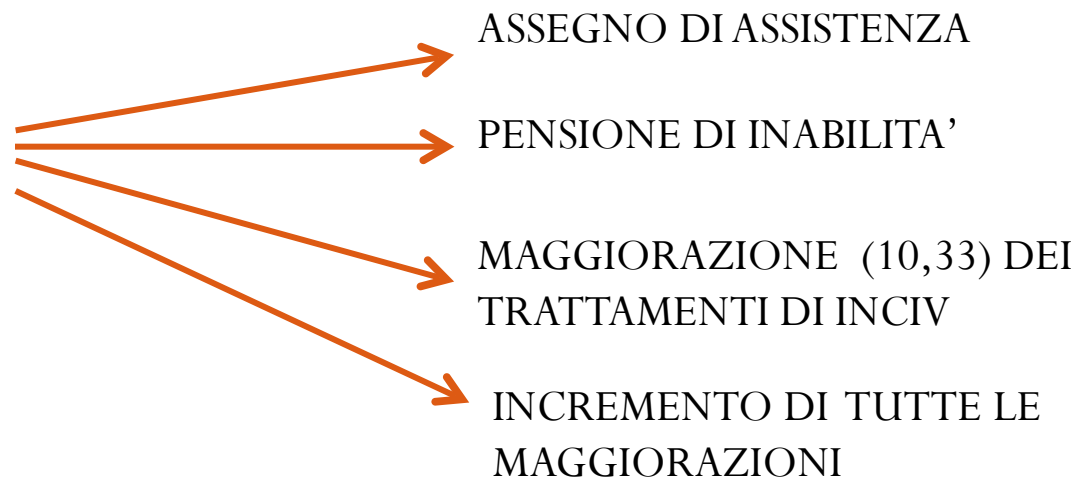 ASSEGNO DI ASSISTENZA
PENSIONE DI INABILITA’
MAGGIORAZIONE (10,33) DEI
TRATTAMENTI DI INCIV
INCREMENTO DI TUTTE LE
MAGGIORAZIONI